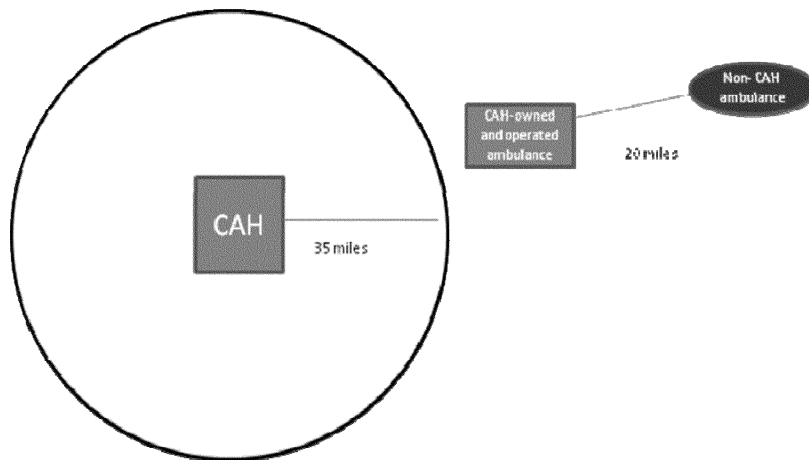 Non- CAH
ambulance
CAH-owned
and operated
ambulance
20 miles
CAH
35 miles